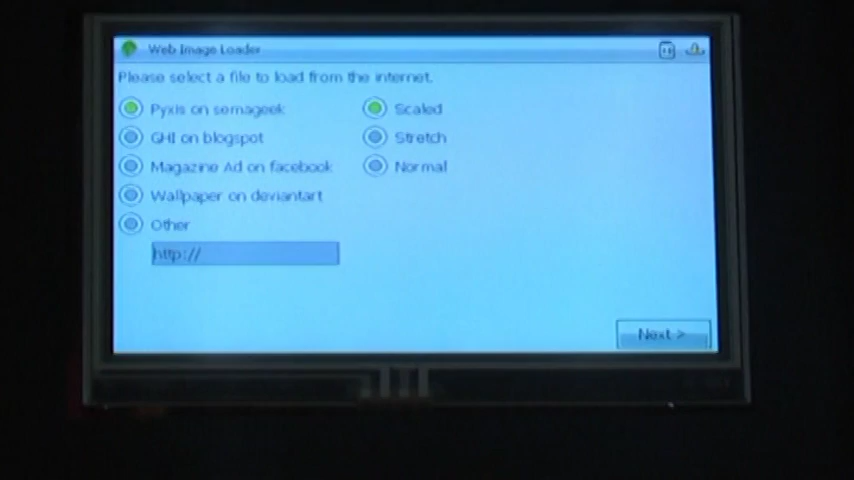 Web Image Loader
Please select a file to load from the internet.
Pyxis on semageek
Scaled
GHI on blogspot
Stretch
Magazine Ad on facebook
Normal
Wallpaper on deviantart
Other
http://
Next >